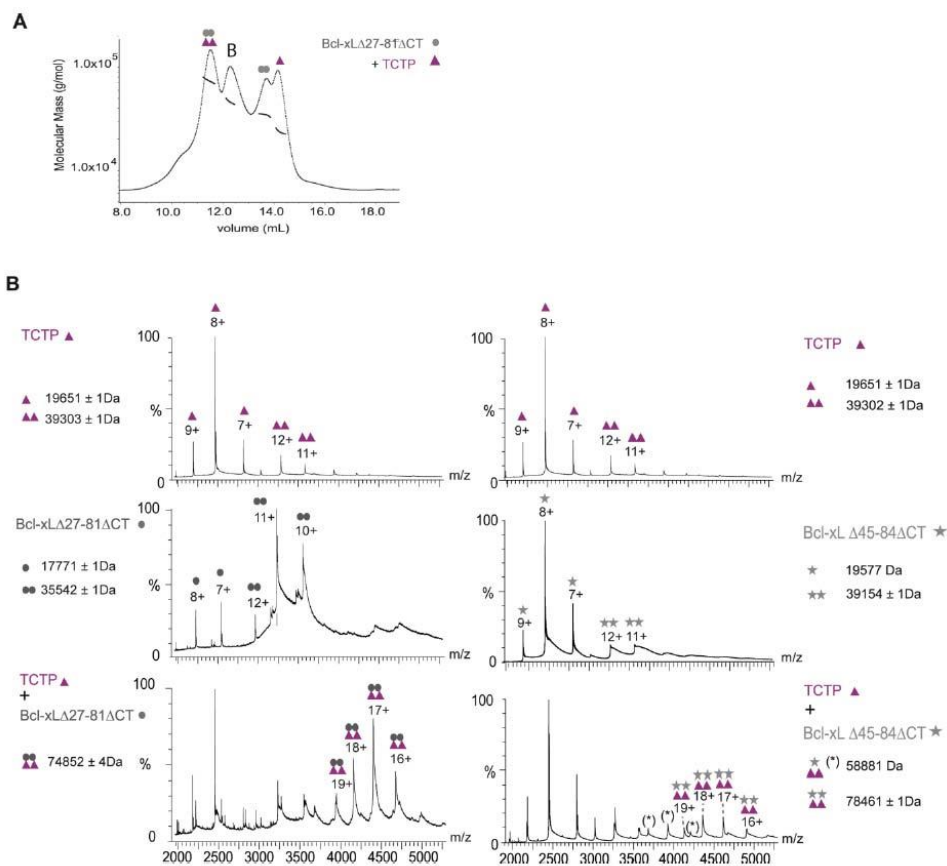 A
Bcl-xLΔ27-81ΔCT ●
+ TCTP ▲
B
Molecular Mass (g/mol)
1.0x10⁵
1.0x10⁴
8.0 10.0 12.0 14.0 16.0 18.0
volume (mL)
B
TCTP ▲
▲ 19651 ± 1Da
▲▲ 39303 ± 1Da
100
%
0
9+
8+
7+
12+
11+
m/z
100
%
0
9+
8+
7+
12+
11+
m/z
TCTP ▲
▲ 19651 ± 1Da
▲▲ 39302 ± 1Da
Bcl-xLΔ27-81ΔCT ●
● 17771 ± 1Da
●● 35542 ± 1Da
100
%
0
8+
7+
12+
11+
10+
m/z
100
%
0
9+
8+
7+
12+
11+
m/z
Bcl-xL Δ45-84ΔCT ★
★ 19577 Da
★★ 39154 ± 1Da
TCTP ▲
+
Bcl-xLΔ27-81ΔCT ●
74852 ± 4Da
100
%
0
19+
18+
17+
16+
m/z
2000 2500 3000 3500 4000 4500 5000
100
%
0
(*)
(*)
19+
(*)
18+
17+
16+
m/z
2000 2500 3000 3500 4000 4500 5000
TCTP ▲
+
Bcl-xL Δ45-84ΔCT ★
(*) 58881 Da
78461 ± 1Da